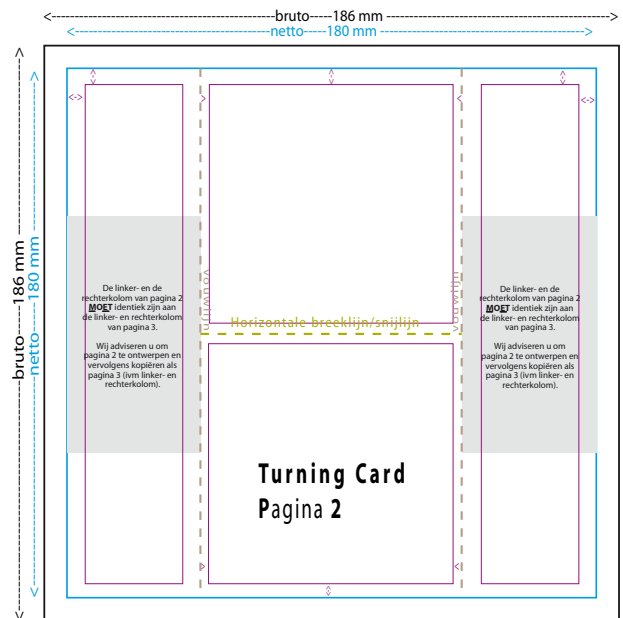 <----------------------------------bruto-----186 mm ---------------------------------->
<------------------------------netto-----180 mm ------------------------------>
<----------------------------------bruto-----186 mm ---------------------------------->
<------------------------------netto-----180 mm ------------------------------>
De linker- en de
rechterkolom van pagina 2
MOET identiek zijn aan
de linker- en rechterkolom
van pagina 3.
Wij adviseren u om
pagina 2 te ontwerpen en
vervolgens kopiëren als
pagina 3 (ivm linker- en
rechterkolom).
vouwlijn
Horizontale breeklijn/snijlijn
vouwlijn
De linker- en de
rechterkolom van pagina 2
MOET identiek zijn aan
de linker- en rechterkolom
van pagina 3.
Wij adviseren u om
pagina 2 te ontwerpen en
vervolgens kopiëren als
pagina 3 (ivm linker- en
rechterkolom).
Turning Card
Pagina 2